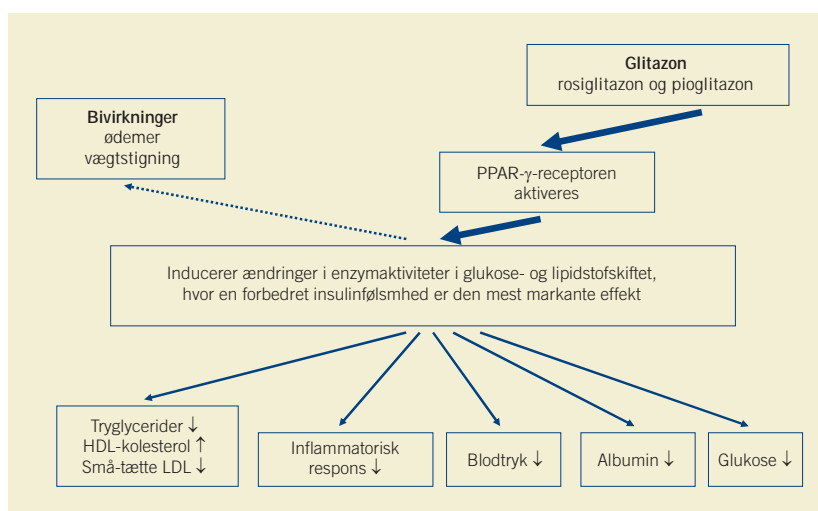 Glitazon
rosiglitazon og pioglitazon
Bivirkninger
ødemer
vægtstigning
PPAR-γ-receptoren
aktiveres
Inducerer ændringer i enzymaktiviteter i glukose- og lipidstofskiftet,
hvor en forbedret insulinfølsmhed er den mest markante effekt
Tryglycerider ↓
HDL-kolesterol ↑
Små-tætte LDL ↓
Inflammatorisk
respons ↓
Blodtryk ↓
Albumin ↓
Glukose ↓